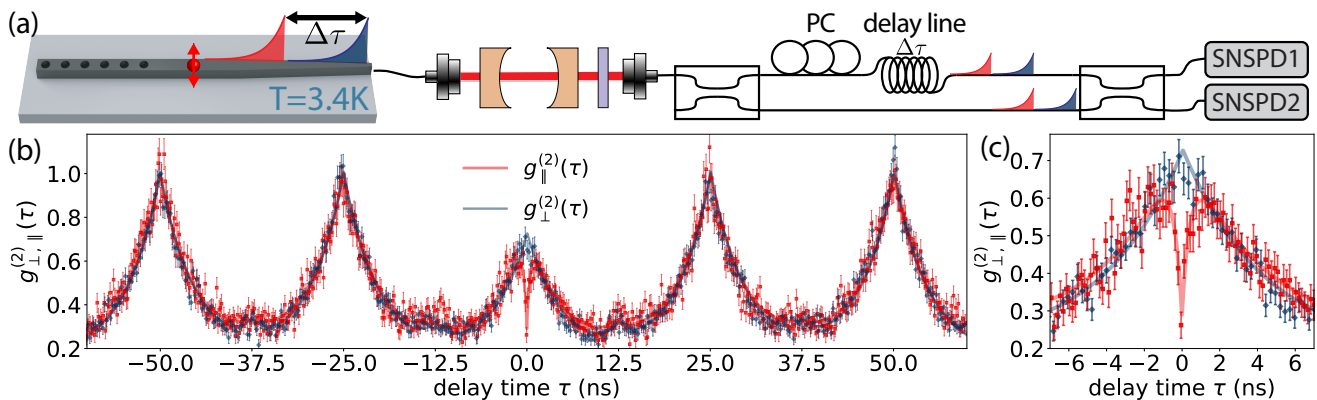 (a)
Δτ
T=3.4K
PC
delay line
Δτ
SNSPD1
SNSPD2
(b)
g⊥,∥(2)(τ)
1.0
0.8
0.6
0.4
0.2
g∥(2)(τ)
g⊥(2)(τ)
−50.0 −37.5 −25.0 −12.5 0.0 12.5 25.0 37.5 50.0
delay time τ (ns)
(c)
g⊥,∥(2)(τ)
0.7
0.6
0.5
0.4
0.3
0.2
−6 −4 −2 0 2 4 6
delay time τ (ns)